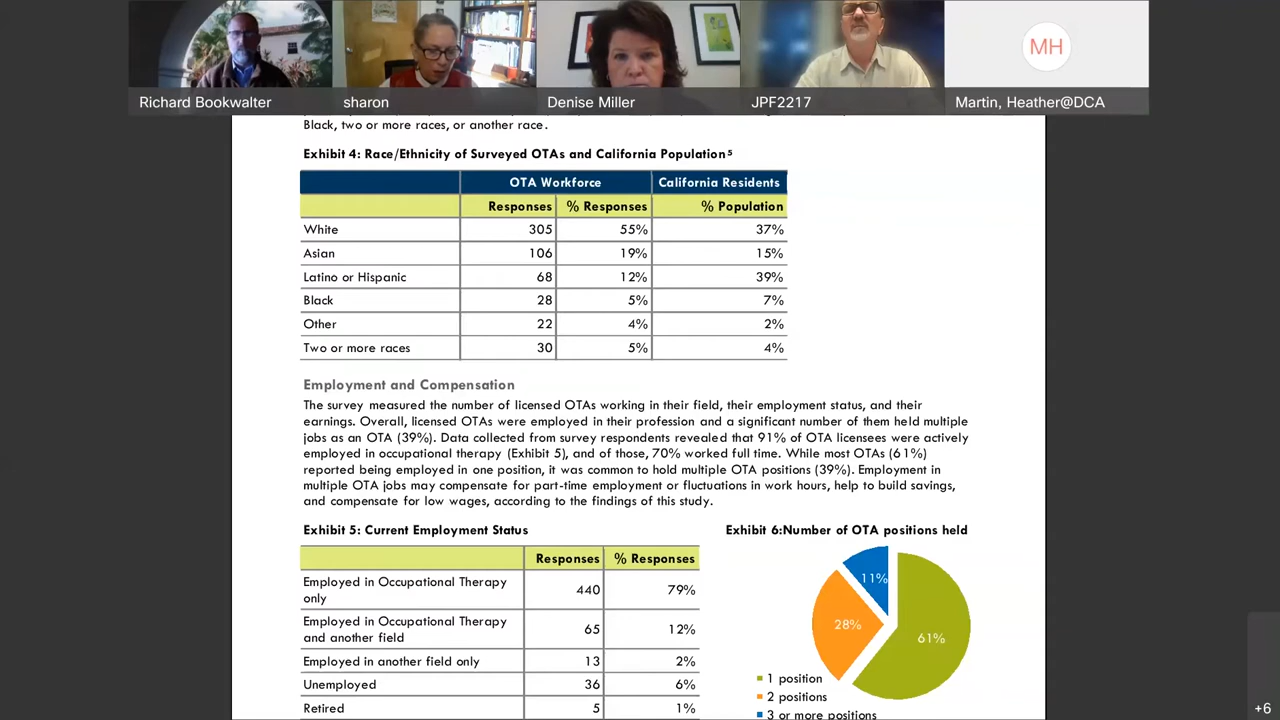 MH
Richard Bookwalter
sharon
Denise Miller
JPF2217
Martin, Heather@DCA
Black, two or more races, or another race.
Exhibit 4: Race/Ethnicity of Surveyed OTAs and California Population⁵
OTA Workforce California Residents
Responses % Responses % Population
White 305 55% 37%
Asian 106 19% 15%
Latino or Hispanic 68 12% 39%
Black 28 5% 7%
Other 22 4% 2%
Two or more races 30 5% 4%
Employment and Compensation
The survey measured the number of licensed OTAs working in their field, their employment status, and their
earnings. Overall, licensed OTAs were employed in their profession and a significant number of them held multiple
jobs as an OTA (39%). Data collected from survey respondents revealed that 91% of OTA licensees were actively
employed in occupational therapy (Exhibit 5), and of those, 70% worked full time. While most OTAs (61%)
reported being employed in one position, it was common to hold multiple OTA positions (39%). Employment in
multiple OTA jobs may compensate for part-time employment or fluctuations in work hours, help to build savings,
and compensate for low wages, according to the findings of this study.
Exhibit 5: Current Employment Status
Responses % Responses
Employed in Occupational Therapy
only 440 79%
Employed in Occupational Therapy
and another field 65 12%
Employed in another field only 13 2%
Unemployed 36 6%
Retired 5 1%
Exhibit 6:Number of OTA positions held
11%
28%
61%
1 position
2 positions
3 or more positions
+6